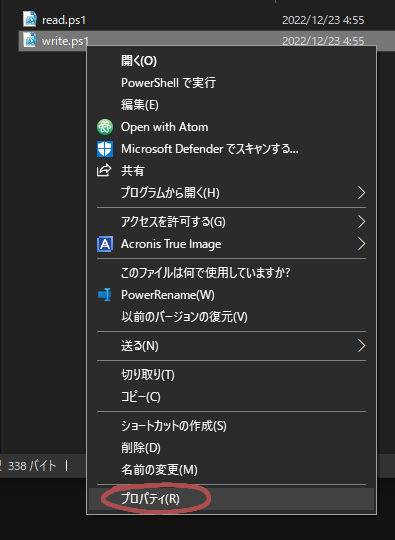 read.ps1 2022/12/23 4:55
write.ps1 2022/12/23 4:55
開く(O)
PowerShell で実行
編集(E)
Open with Atom
Microsoft Defender でスキャンする...
共有
プログラムから開く(H)
アクセスを許可する(G)
Acronis True Image
このファイルは何で使用していますか?
PowerRename(W)
以前のバージョンの復元(V)
送る(N)
切り取り(T)
コピー(C)
ショートカットの作成(S)
削除(D)
名前の変更(M)
338 バイト
プロパティ(R)